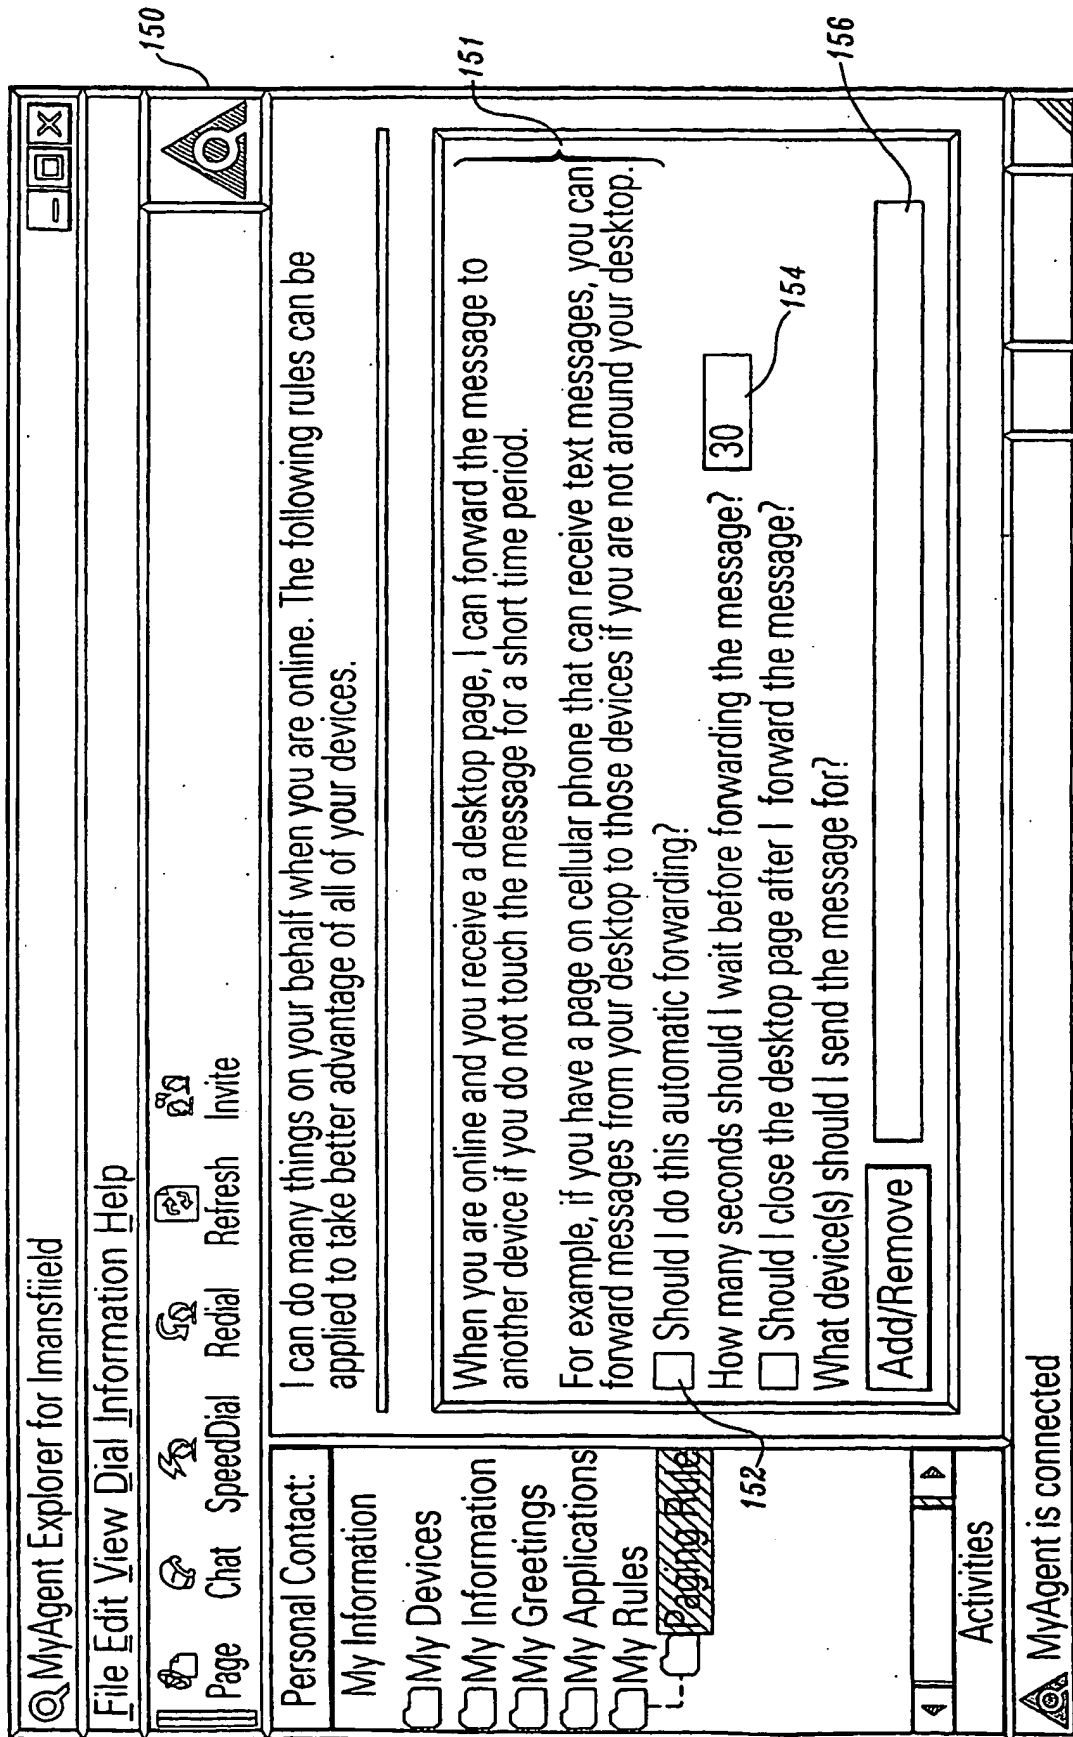 MyAgent Explorer for Imansfiield
File Edit View Dial Information Help
Page Chat SpeedDial Redial Refresh Invite
150
Personal Contact:
My Information
My Devices
My Information
My Greetings
My Applications
My Rules
Paging Rule
Activities
I can do many things on your behalf when you are online. The following rules can be
applied to take better advantage of all of your devices.
When you are online and you receive a desktop page, I can forward the message to
another device if you do not touch the message for a short time period.
For example, if you have a page on cellular phone that can receive text messages, you can
forward messages from your desktop to those devices if you are not around your desktop.
151
Should I do this automatic forwarding?
152
How many seconds should I wait before forwarding the message? 30
154
Should I close the desktop page after I forward the message?
What device(s) should I send the message for?
Add/Remove
156
MyAgent is connected